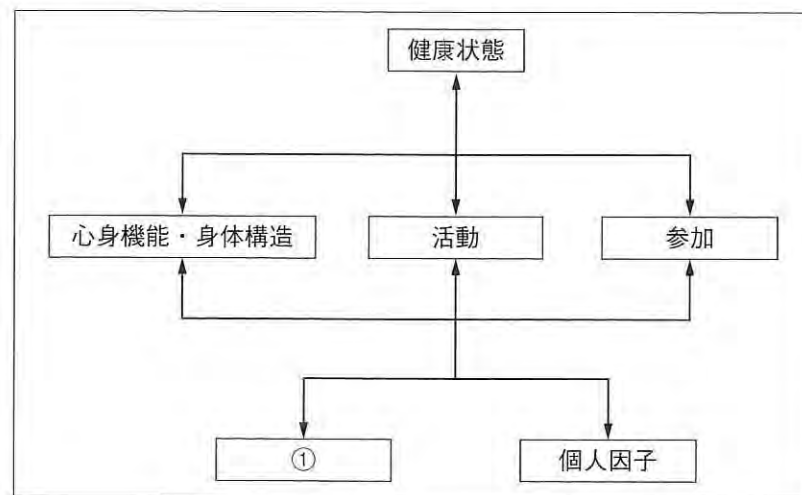 健康状態
心身機能・身体構造
活動
参加
①
個人因子